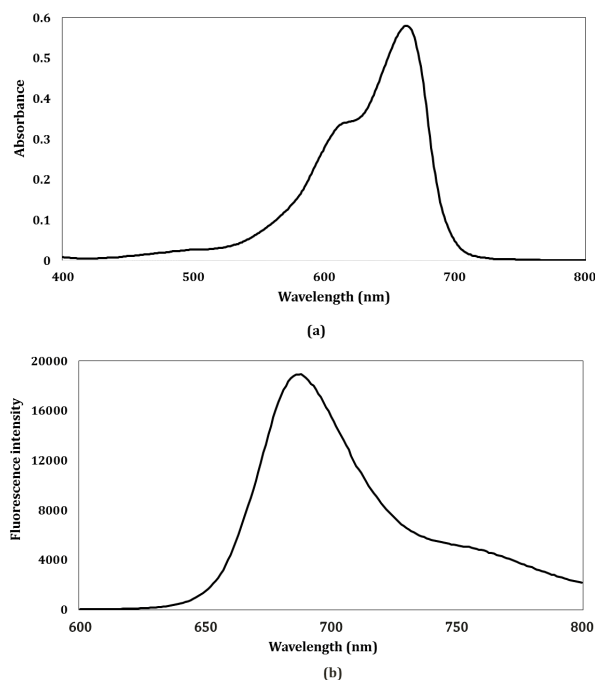 0.6
0.5
0.4
0.3
0.2
0.1
0
Absorbance
400 500 600 700 800
Wavelength (nm)
(a)
20000
16000
12000
8000
4000
0
Fluorescence intensity
600 650 700 750 800
Wavelength (nm)
(b)